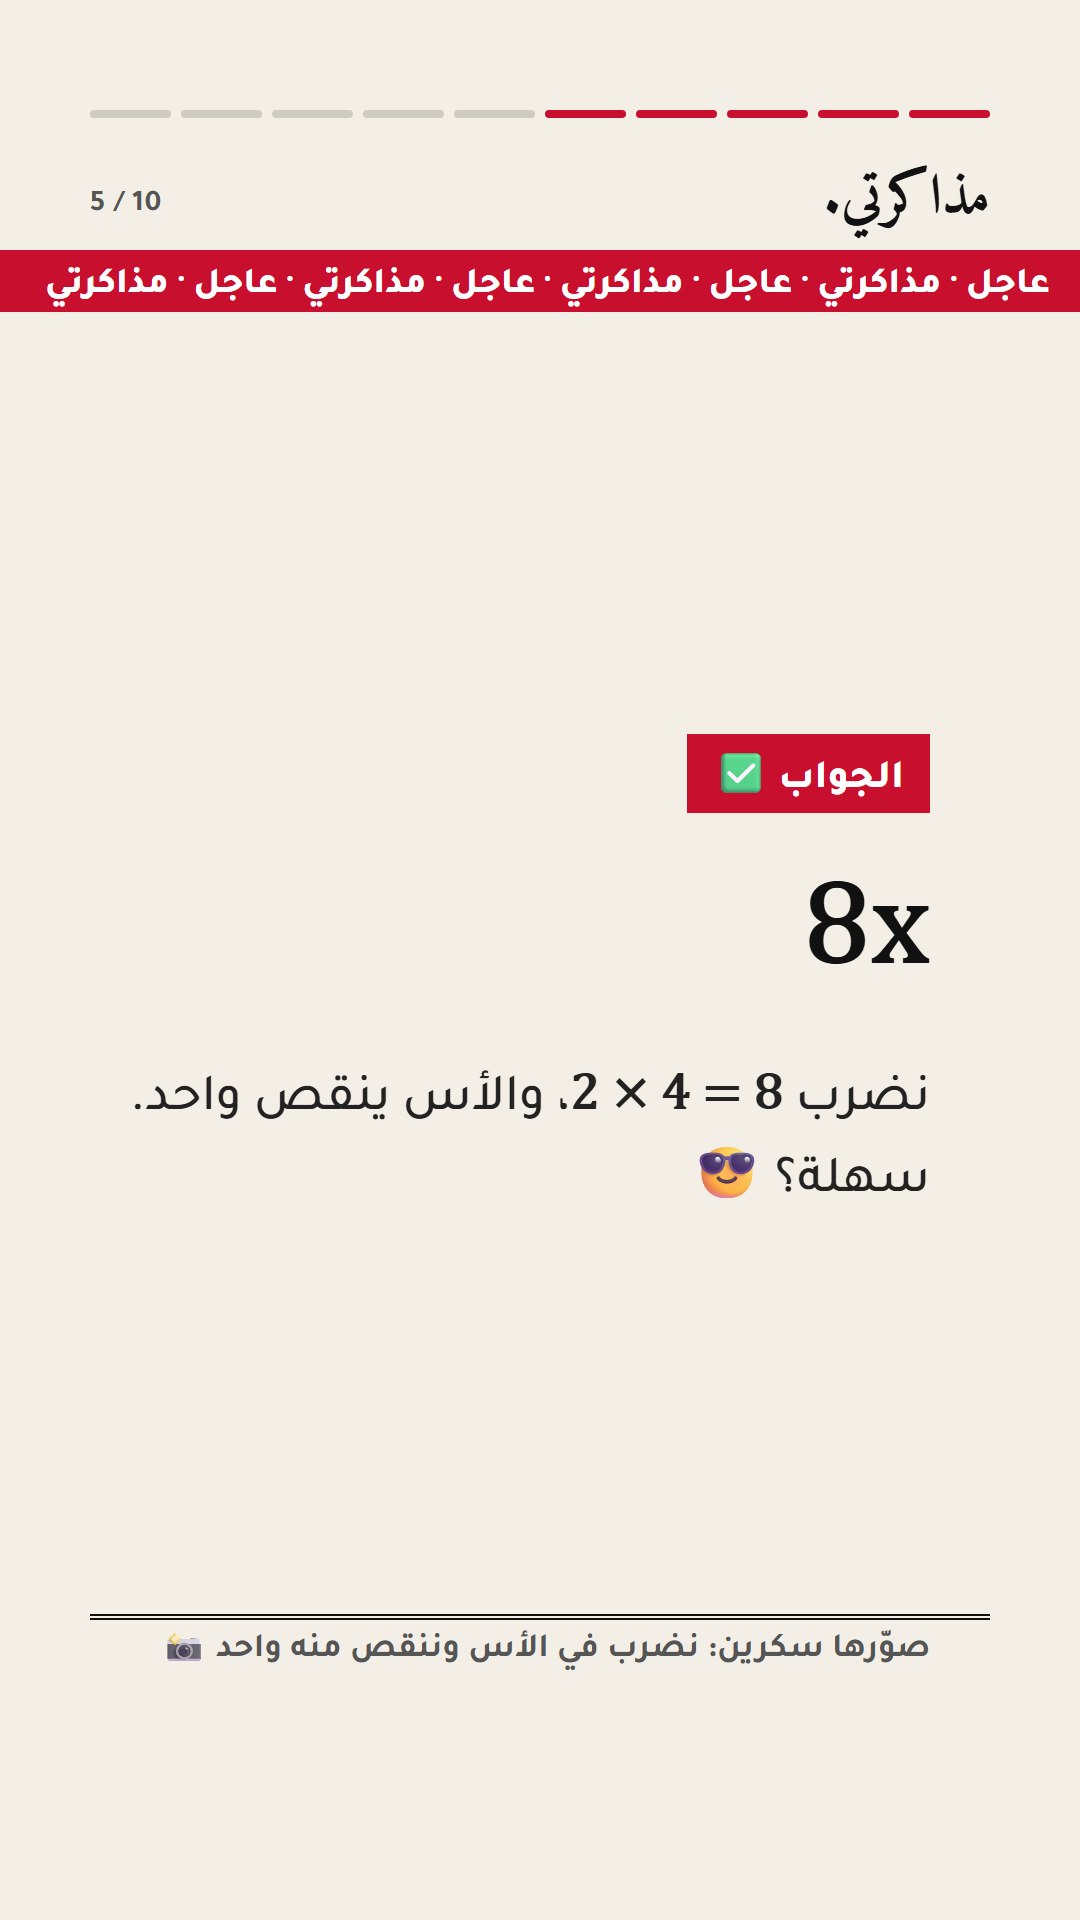 مذاكرتي.
5 / 10
عاجل · مذاكرتي · عاجل · مذاكرتي · عاجل · مذاكرتي · عاجل · مذاكرتي
الجواب ✅
8x
نضرب 2 × 4 = 8، والأس ينقص واحد.
سهلة؟ 😎
صوّرها سكرين: نضرب في الأس وننقص منه واحد 📸